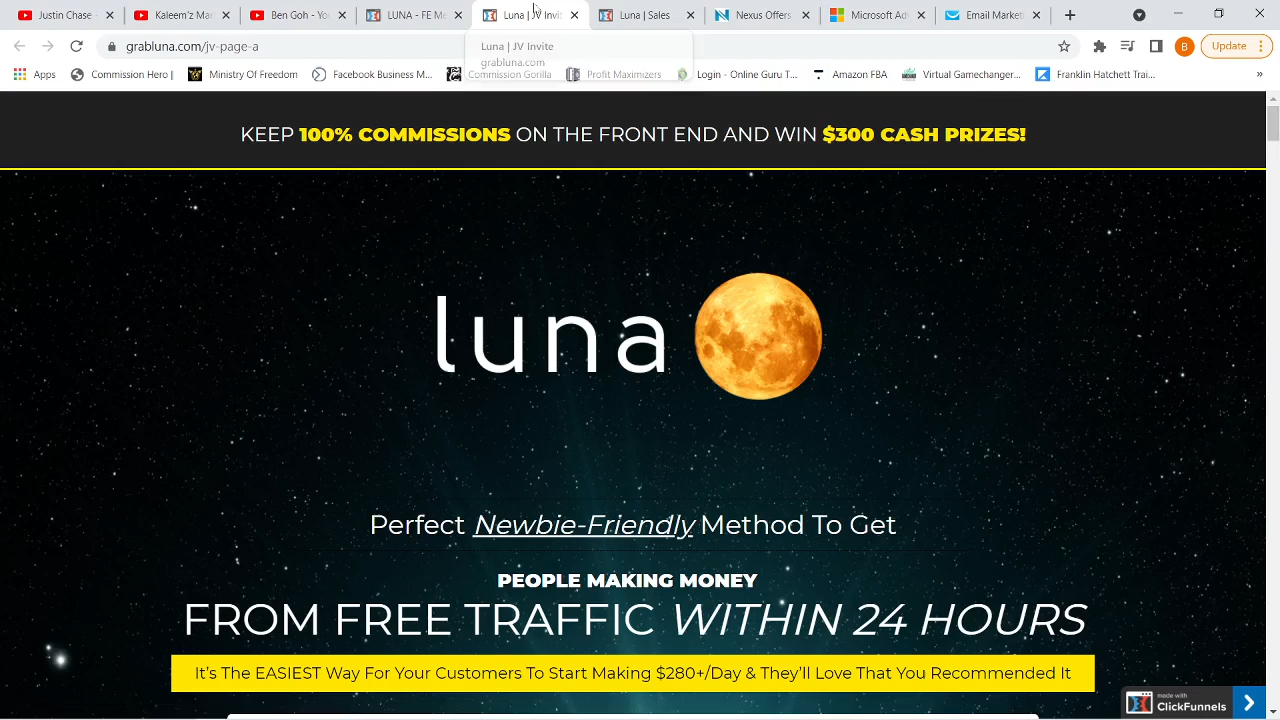 Justin Chase
Kaleem'z Mar
Ben Goh - Yo
LUNA - FE Me
Luna | JV Invit
Luna | Sales
Nexus Offers
Microsoft Ad
Email Market
grabluna.com/jv-page-a
B
Update
Luna | JV Invite
grabluna.com
Apps
Commission Hero |
Ministry Of Freedom
Facebook Business M...
Commission Gorilla
Profit Maximizers
Login - Online Guru T...
Amazon FBA
Virtual Gamechanger...
Franklin Hatchett Trai...
»
KEEP 100% COMMISSIONS ON THE FRONT END AND WIN $300 CASH PRIZES!
luna
Perfect Newbie-Friendly Method To Get
PEOPLE MAKING MONEY
FROM FREE TRAFFIC WITHIN 24 HOURS
It's The EASIEST Way For Your Customers To Start Making $280+/Day & They'll Love That You Recommended It
made with
ClickFunnels